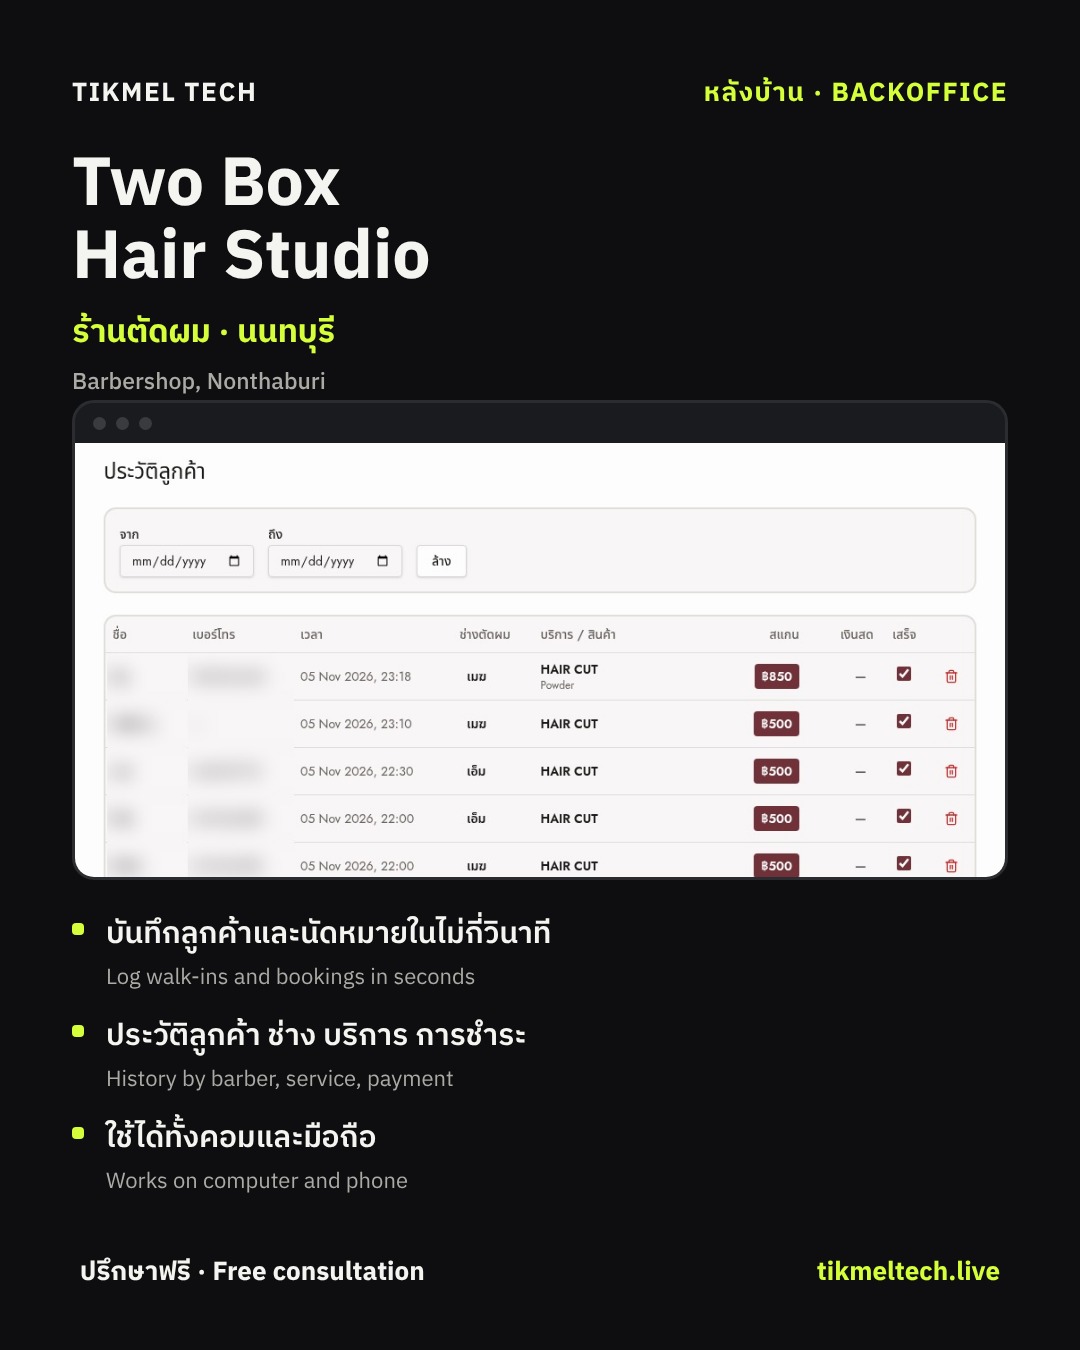 TIKMEL TECH
หลังบ้าน · BACKOFFICE
Two Box
Hair Studio
ร้านตัดผม · นนทบุรี
Barbershop, Nonthaburi
ประวัติลูกค้า
จาก ถึง
mm/dd/yyyy mm/dd/yyyy ล้าง
ชื่อ เบอร์โทร เวลา ช่างตัดผม บริการ / สินค้า สแกน เงินสด เสร็จ
05 Nov 2026, 23:18 เมฆ HAIR CUT ฿850 –
Powder
05 Nov 2026, 23:10 เมฆ HAIR CUT ฿500 –
05 Nov 2026, 22:30 เอ็ม HAIR CUT ฿500 –
05 Nov 2026, 22:00 เอ็ม HAIR CUT ฿500 –
05 Nov 2026, 22:00 เมฆ HAIR CUT ฿500 –
บันทึกลูกค้าและนัดหมายในไม่กี่วินาที
Log walk-ins and bookings in seconds
ประวัติลูกค้า ช่าง บริการ การชำระ
History by barber, service, payment
ใช้ได้ทั้งคอมและมือถือ
Works on computer and phone
ปรึกษาฟรี · Free consultation
tikmeltech.live